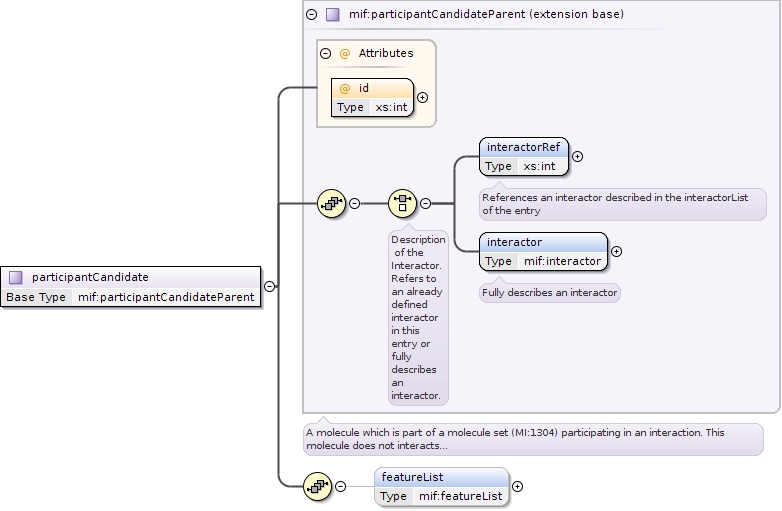 mif:participantCandidateParent (extension base)
@ Attributes
@ id
Type xs:int
interactorRef
Type xs:int
References an interactor described in the interactorList
of the entry
interactor
Type mif:interactor
Fully describes an interactor
Description
of the
Interactor.
Refers to
an already
defined
interactor
in this
entry or
fully
describes
an
interactor.
participantCandidate
Base Type mif:participantCandidateParent
A molecule which is part of a molecule set (MI:1304) participating in an interaction. This
molecule does not interacts...
featureList
Type mif:featureList